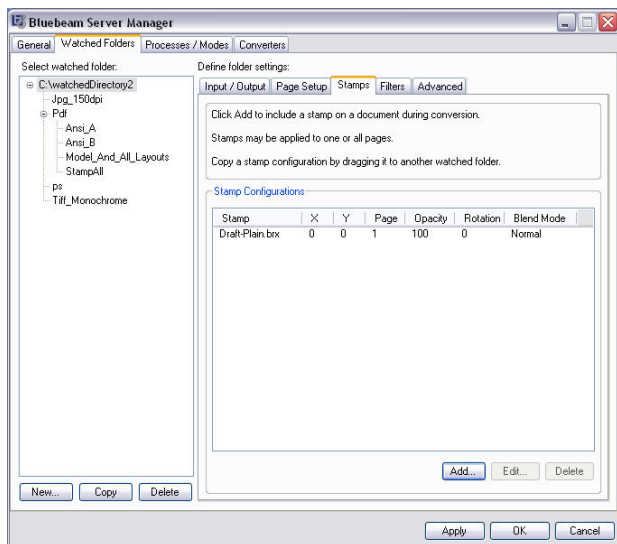 Bluebeam Server Manager
General Watched Folders Processes / Modes Converters
Select watched folder:
C:\watchedDirectory2
Jpg_150dpi
Pdf
Ansi_A
Ansi_B
Model_And_All_Layouts
StampAll
ps
Tiff_Monochrome
New... Copy Delete
Define folder settings:
Input / Output Page Setup Stamps Filters Advanced
Click Add to include a stamp on a document during conversion.
Stamps may be applied to one or all pages.
Copy a stamp configuration by dragging it to another watched folder.
Stamp Configurations
Stamp X Y Page Opacity Rotation Blend Mode
Draft-Plain.brx 0 0 1 100 0 Normal
Add... Edit... Delete
Apply OK Cancel